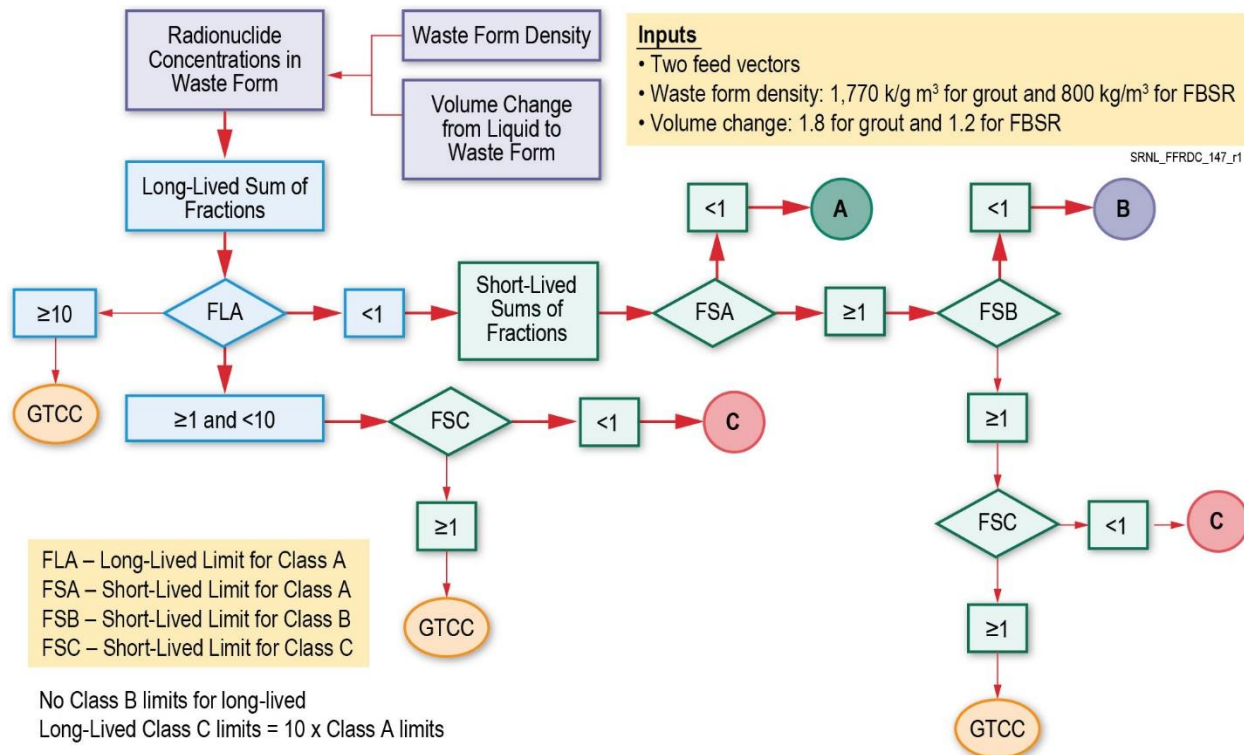 Radionuclide
Concentrations in
Waste Form
Waste Form Density
Volume Change
from Liquid to
Waste Form
Inputs
• Two feed vectors
• Waste form density: 1,770 k/g m³ for grout and 800 kg/m³ for FBSR
• Volume change: 1.8 for grout and 1.2 for FBSR
SRNL_FFRDC_147_r1
Long-Lived Sum of
Fractions
<1
A
<1
B
≥10
FLA
<1
Short-Lived
Sums of
Fractions
FSA
≥1
FSB
GTCC
≥1 and <10
FSC
<1
C
≥1
≥1
GTCC
FSC
<1
C
≥1
GTCC
FLA – Long-Lived Limit for Class A
FSA – Short-Lived Limit for Class A
FSB – Short-Lived Limit for Class B
FSC – Short-Lived Limit for Class C
No Class B limits for long-lived
Long-Lived Class C limits = 10 x Class A limits